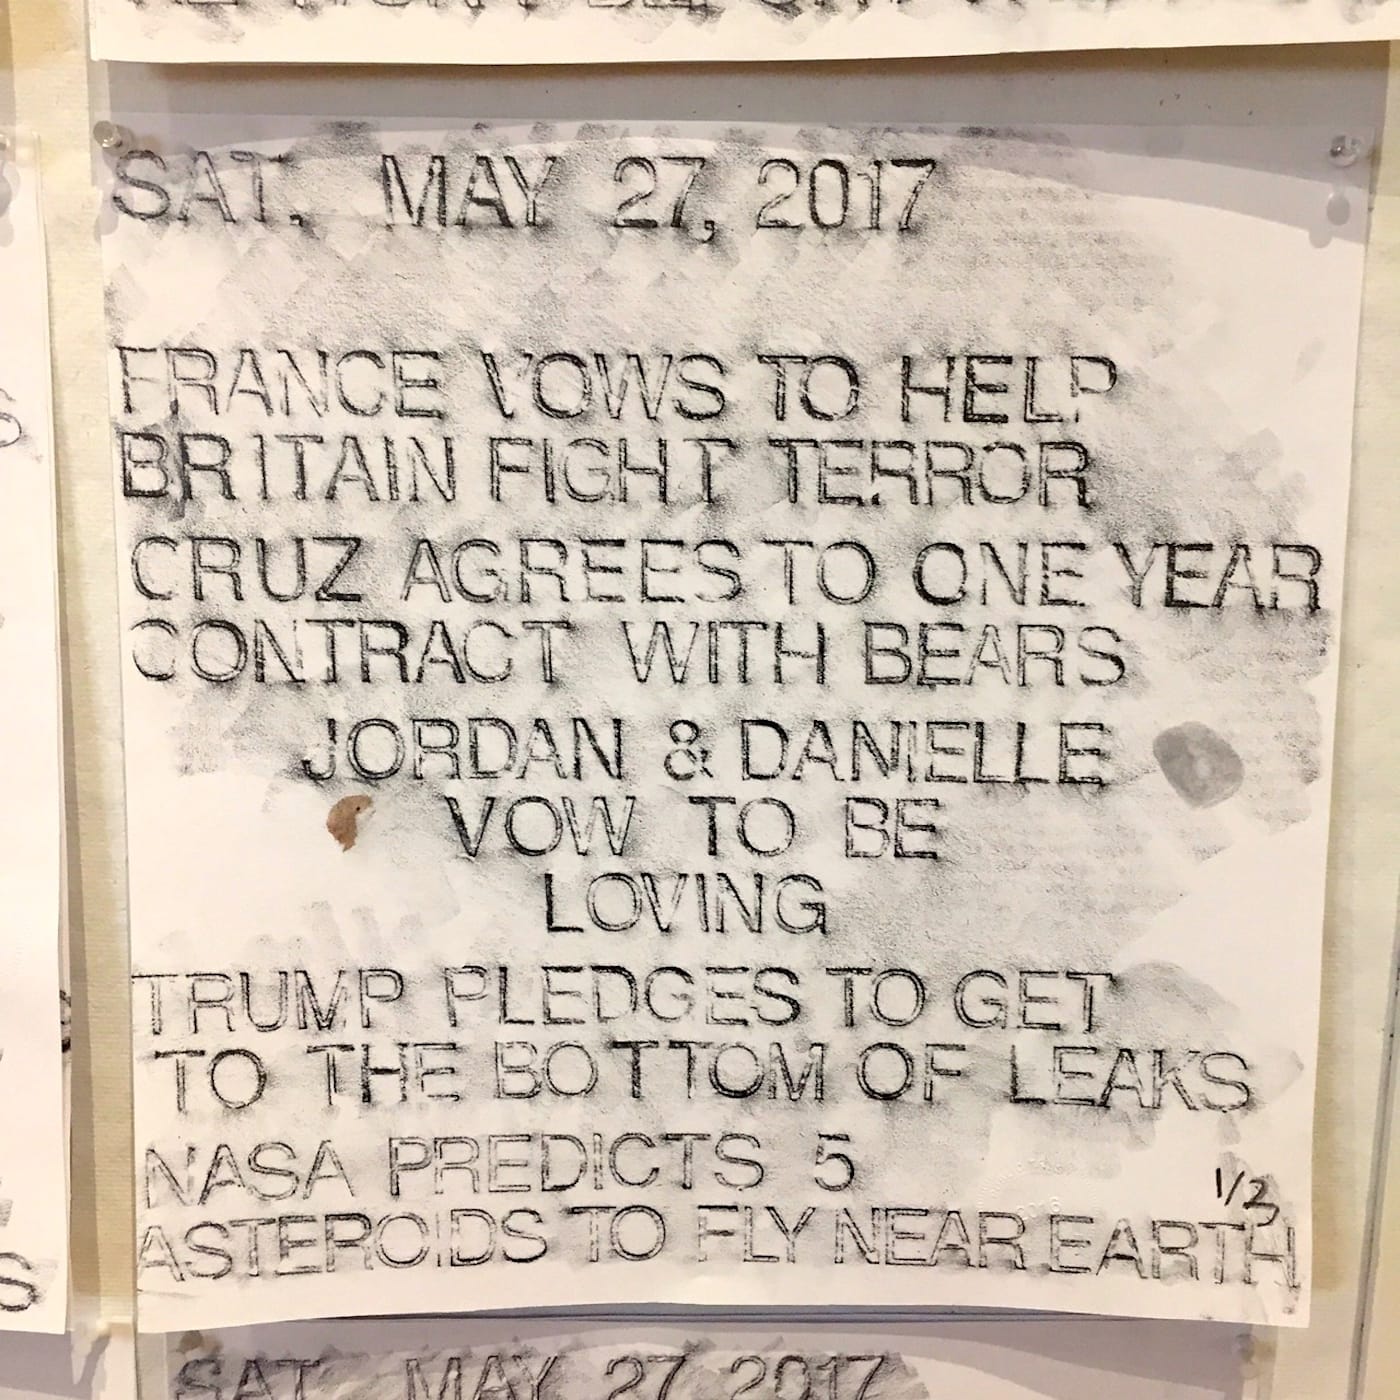 SAT. MAY 27, 2017
FRANCE VOWS TO HELP
BRITAIN FIGHT TERROR
CRUZ AGREES TO ONE YEAR
CONTRACT WITH BEARS
JORDAN & DANIELLE
VOW TO BE
LOVING
TRUMP PLEDGES TO GET
TO THE BOTTOM OF LEAKS
NASA PREDICTS 5
1/3
ASTEROIDS TO FLY NEAR EARTH
SAT. MAY 27, 2017